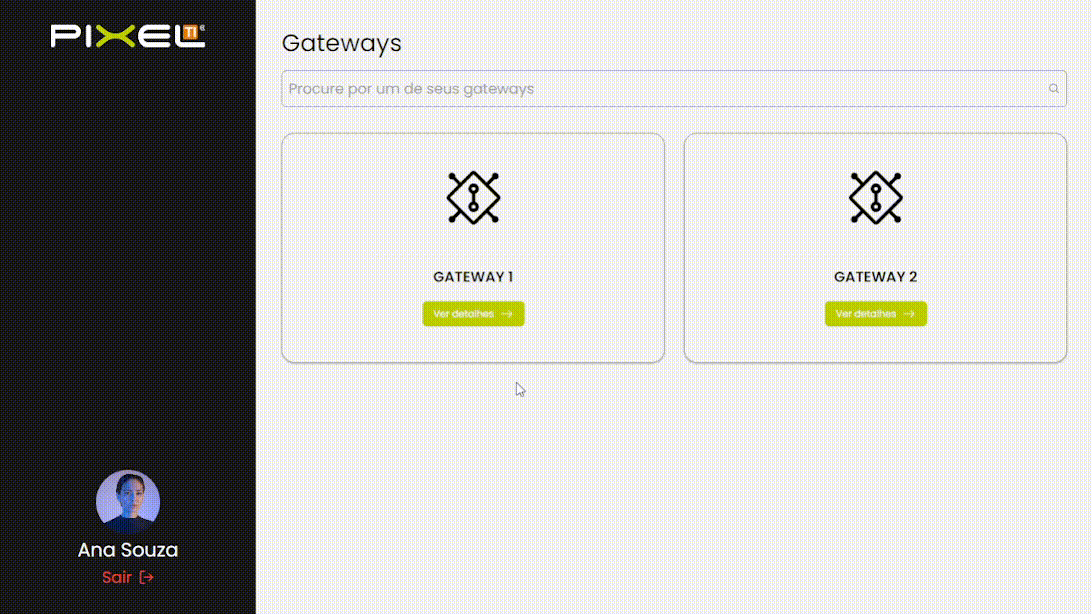 PIXEL TI
Gateways
Procure por um de seus gateways
GATEWAY 1
Ver detalhes
GATEWAY 2
Ver detalhes
Ana Souza
Sair